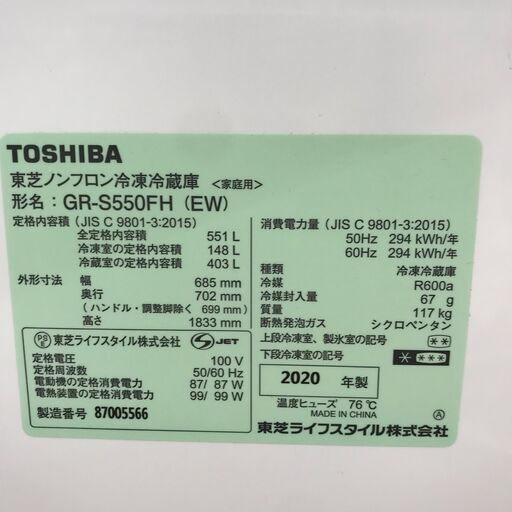 TOSHIBA
東芝ノンフロン冷凍冷蔵庫 <家庭用>
形名：GR-S550FH（EW）
定格内容積（JIS C 9801-3:2015）
全定格内容積 551 L
冷凍室の定格内容積 148 L
冷蔵室の定格内容積 403 L
外形寸法 幅 685 mm
奥行 702 mm
（ハンドル・調整脚除く 699 mm）
高さ 1833 mm
PS E 東芝ライフスタイル株式会社 S JET
定格電圧 100 V
定格周波数 50/60 Hz
電動機の定格消費電力 87/ 87 W
電熱装置の定格消費電力 99/ 99 W
製造番号 87005566
消費電力量（JIS C 9801-3:2015）
50Hz 294 kWh/年
60Hz 294 kWh/年
種類 冷凍冷蔵庫
冷媒 R600a
冷媒封入量 67 g
質量 117 kg
断熱発泡ガス シクロペンタン
上段冷凍室、製氷室の記号 **
下段冷凍室の記号 ****
2020 年製
温度ヒューズ 76℃
MADE IN CHINA
A
東芝ライフスタイル株式会社